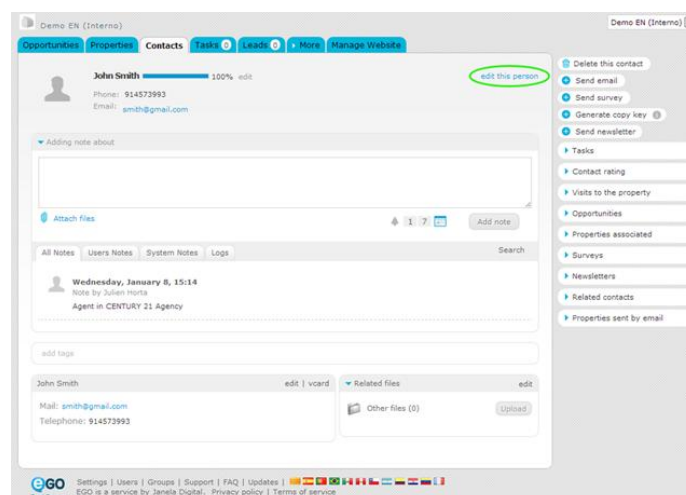 Demo EN (Interno)
Demo EN (Interno)
Opportunities Properties Contacts Tasks 0 Leads 0 More Manage Website
John Smith 100% edit
edit this person
Phone: 914573993
Email: smith@gmail.com
Adding note about
Attach files
1 7
Add note
All Notes Users Notes System Notes Logs
Search
Wednesday, January 8, 15:14
Note by Julien Horta
Agent in CENTURY 21 Agency
add tags
John Smith
edit | vcard
Mail: smith@gmail.com
Telephone: 914573993
Related files
edit
Other files (0)
Upload
Delete this contact
Send email
Send survey
Generate copy key
Send newsletter
Tasks
Contact rating
Visits to the property
Opportunities
Properties associated
Surveys
Newsletters
Related contacts
Properties sent by email
eGO
Settings | Users | Groups | Support | FAQ | Updates |
EGO is a service by Janela Digital. Privacy policy | Terms of service